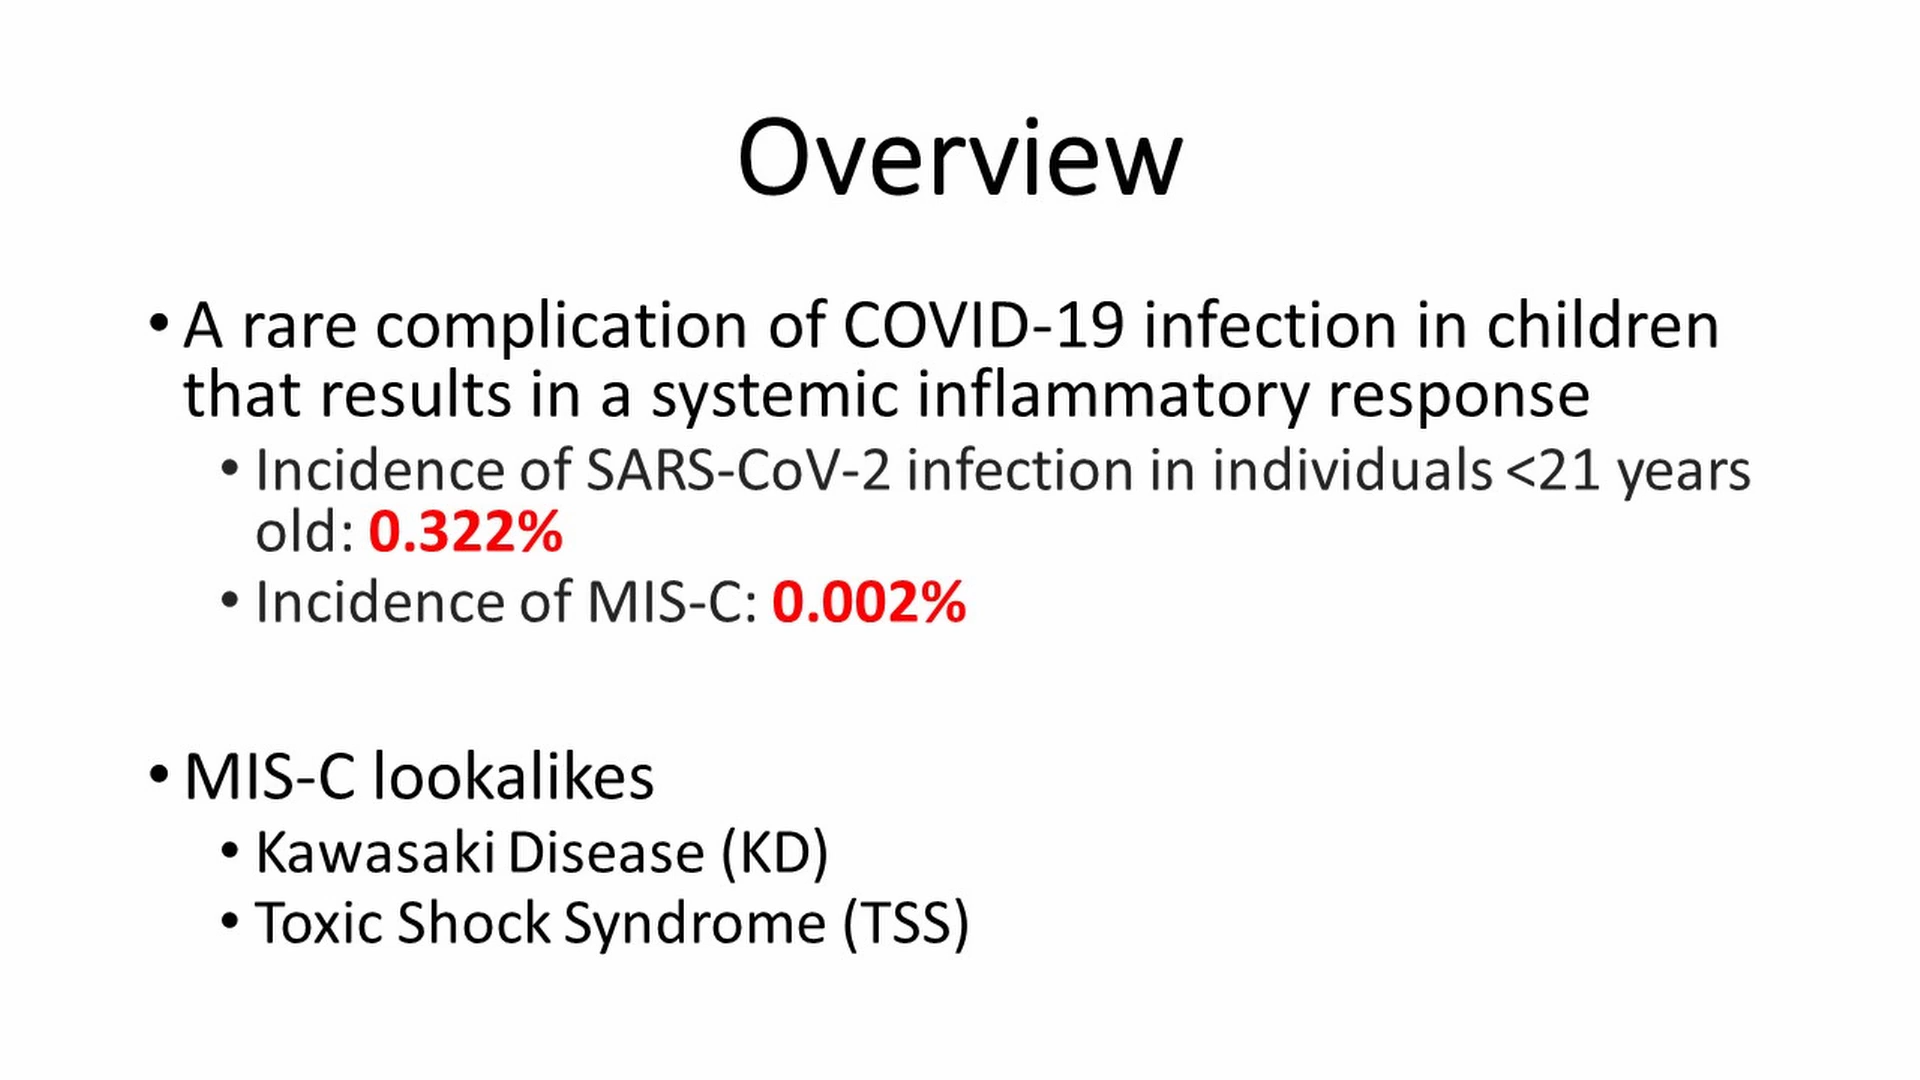 Overview
• A rare complication of COVID-19 infection in children
that results in a systemic inflammatory response
• Incidence of SARS-CoV-2 infection in individuals <21 years
old: 0.322%
• Incidence of MIS-C: 0.002%
• MIS-C lookalikes
• Kawasaki Disease (KD)
• Toxic Shock Syndrome (TSS)